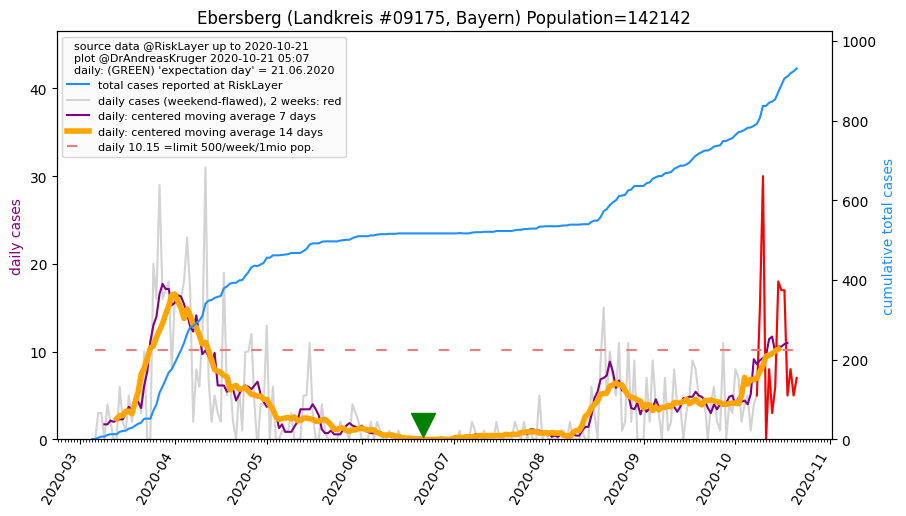 Ebersberg (Landkreis #09175, Bayern) Population=142142
source data @RiskLayer up to 2020-10-21
plot @DrAndreasKruger 2020-10-21 05:07
daily: (GREEN) 'expectation day' = 21.06.2020
total cases reported at RiskLayer
daily cases (weekend-flawed), 2 weeks: red
daily: centered moving average 7 days
daily: centered moving average 14 days
daily 10.15 =limit 500/week/1mio pop.
daily cases
40
30
20
10
0
1000
800
600
400
200
0
cumulative total cases
2020-03
2020-04
2020-05
2020-06
2020-07
2020-08
2020-09
2020-10
2020-11